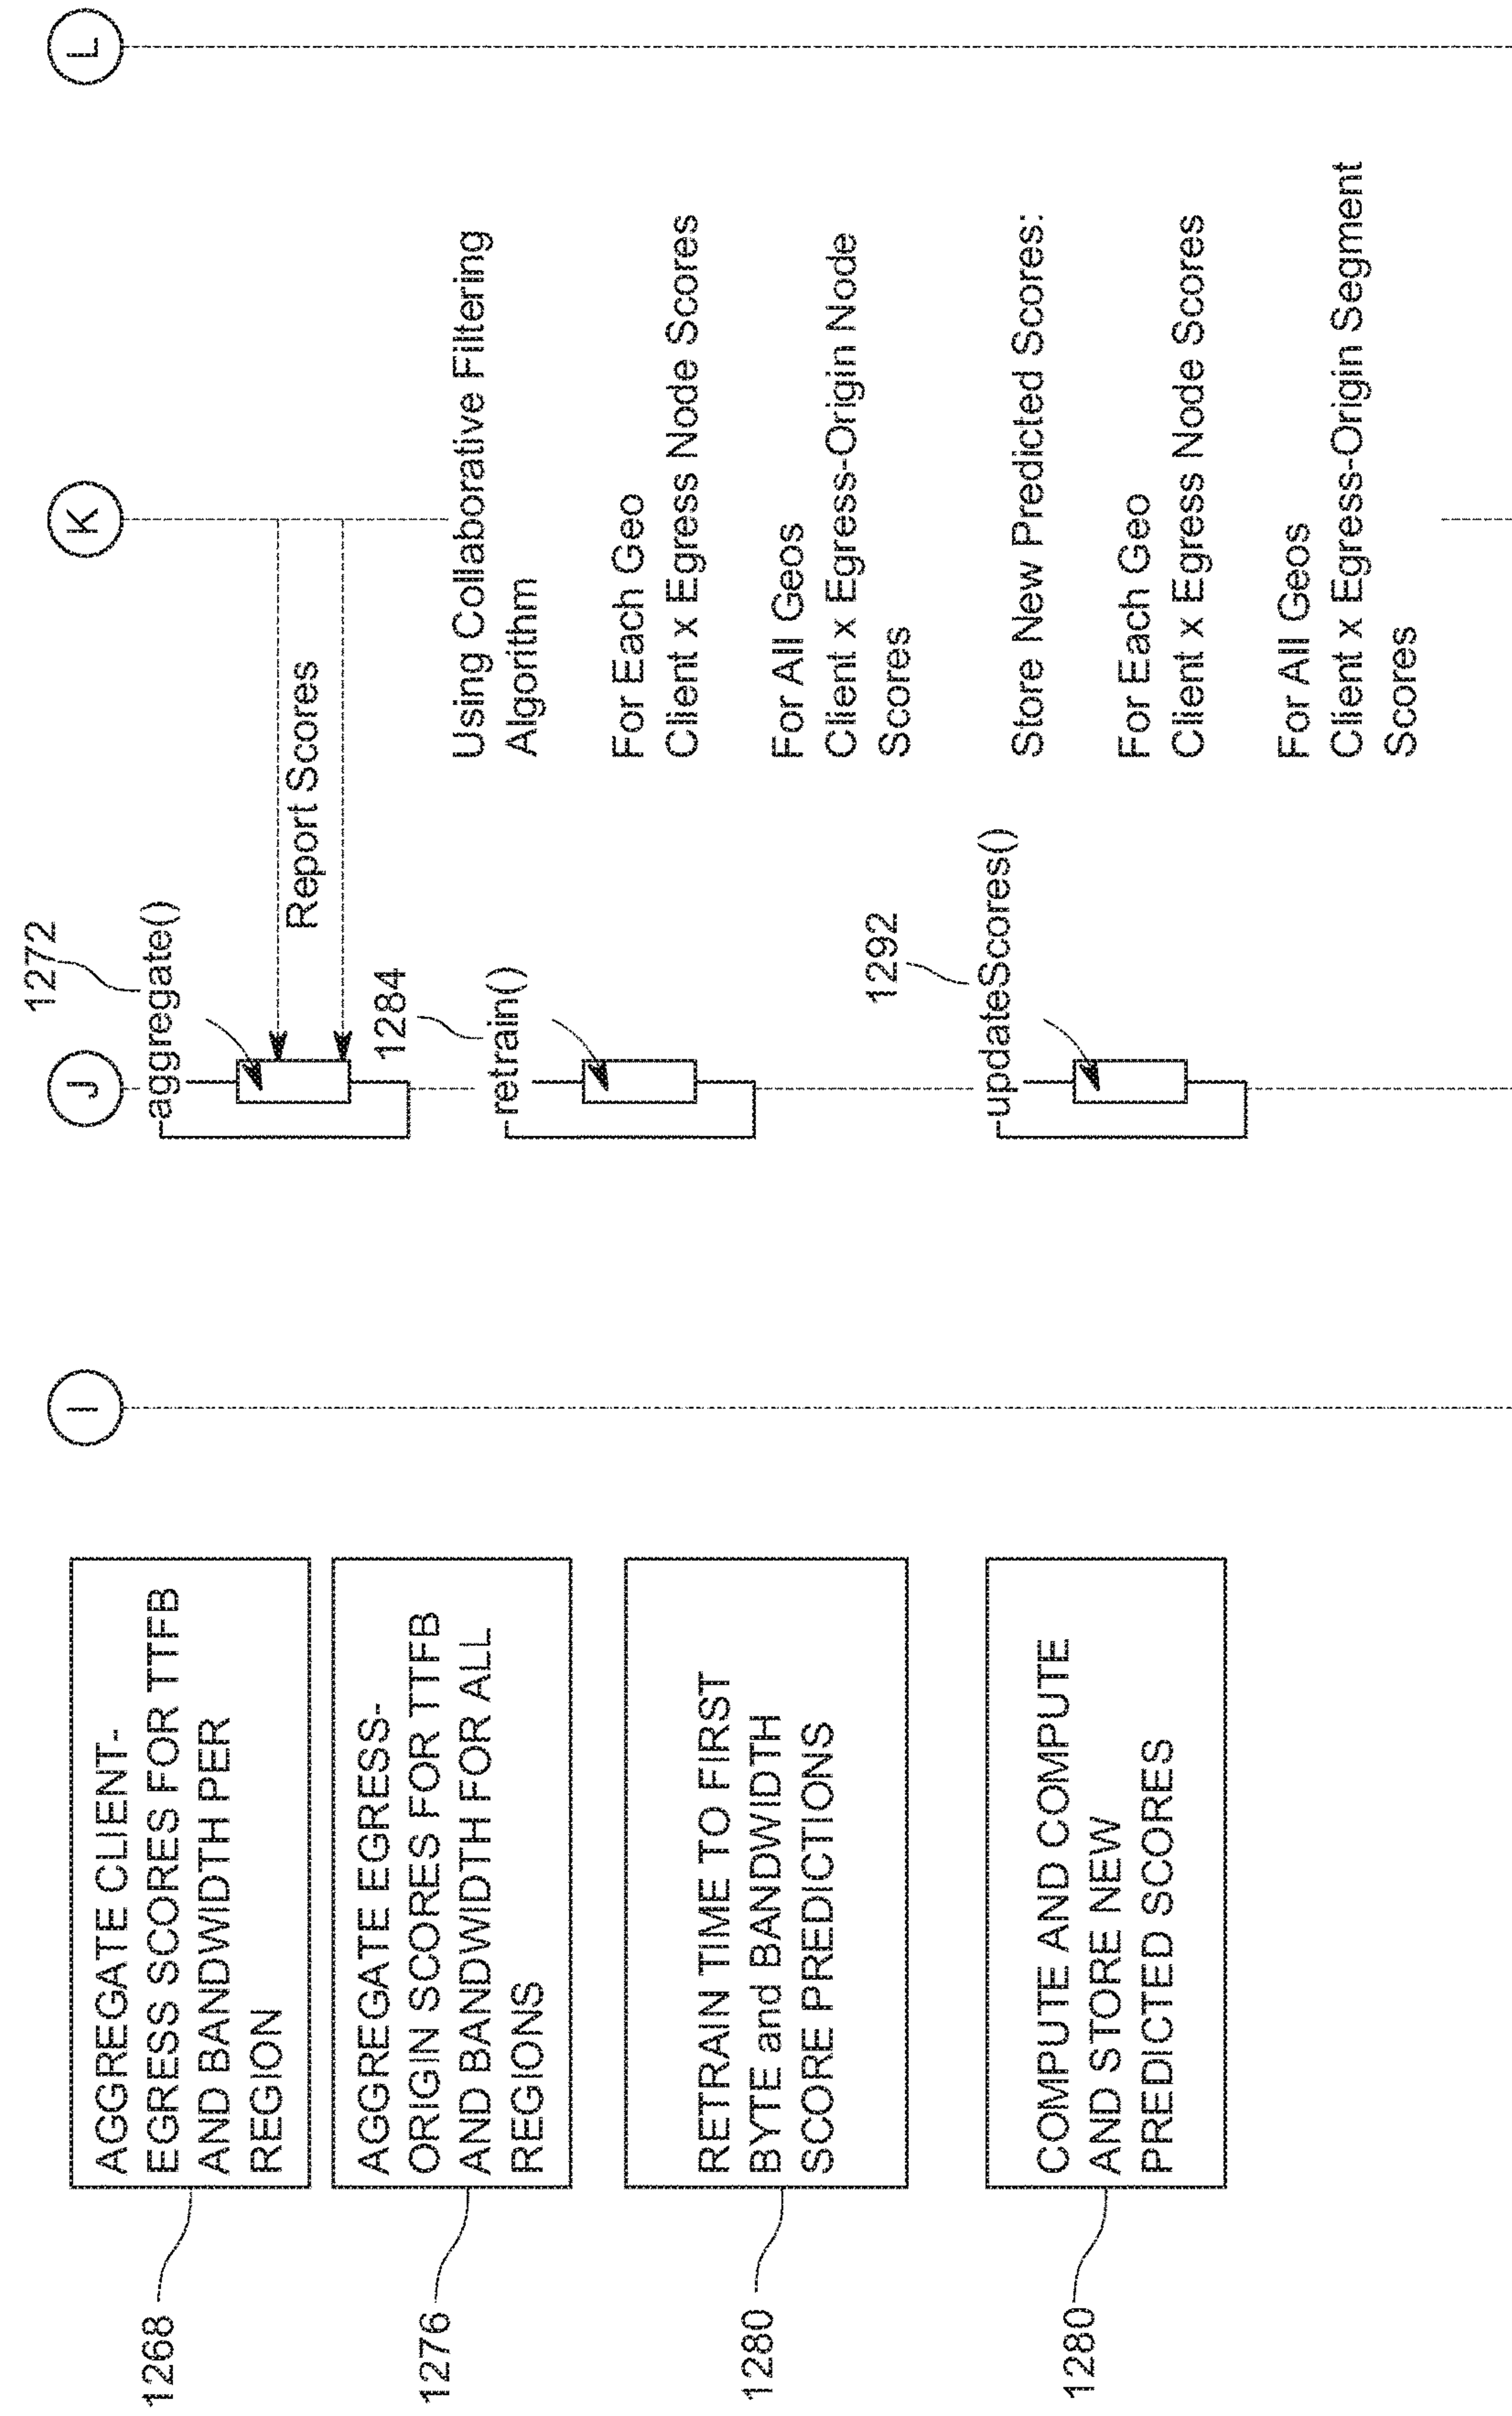 I
J
K
L
1268
AGGREGATE CLIENT-
EGRESS SCORES FOR TTFB
AND BANDWIDTH PER
REGION
1272
aggregate()
Report Scores
1276
AGGREGATE EGRESS-
ORIGIN SCORES FOR TTFB
AND BANDWIDTH FOR ALL
REGIONS
1284
retrain()
Using Collaborative Filtering
Algorithm
For Each Geo
Client x Egress Node Scores
For All Geos
Client x Egress-Origin Node
Scores
1280
RETRAIN TIME TO FIRST
BYTE and BANDWIDTH
SCORE PREDICTIONS
1292
updateScores()
Store New Predicted Scores:
For Each Geo
Client x Egress Node Scores
For All Geos
Client x Egress-Origin Segment
Scores
1280
COMPUTE AND COMPUTE
AND STORE NEW
PREDICTED SCORES